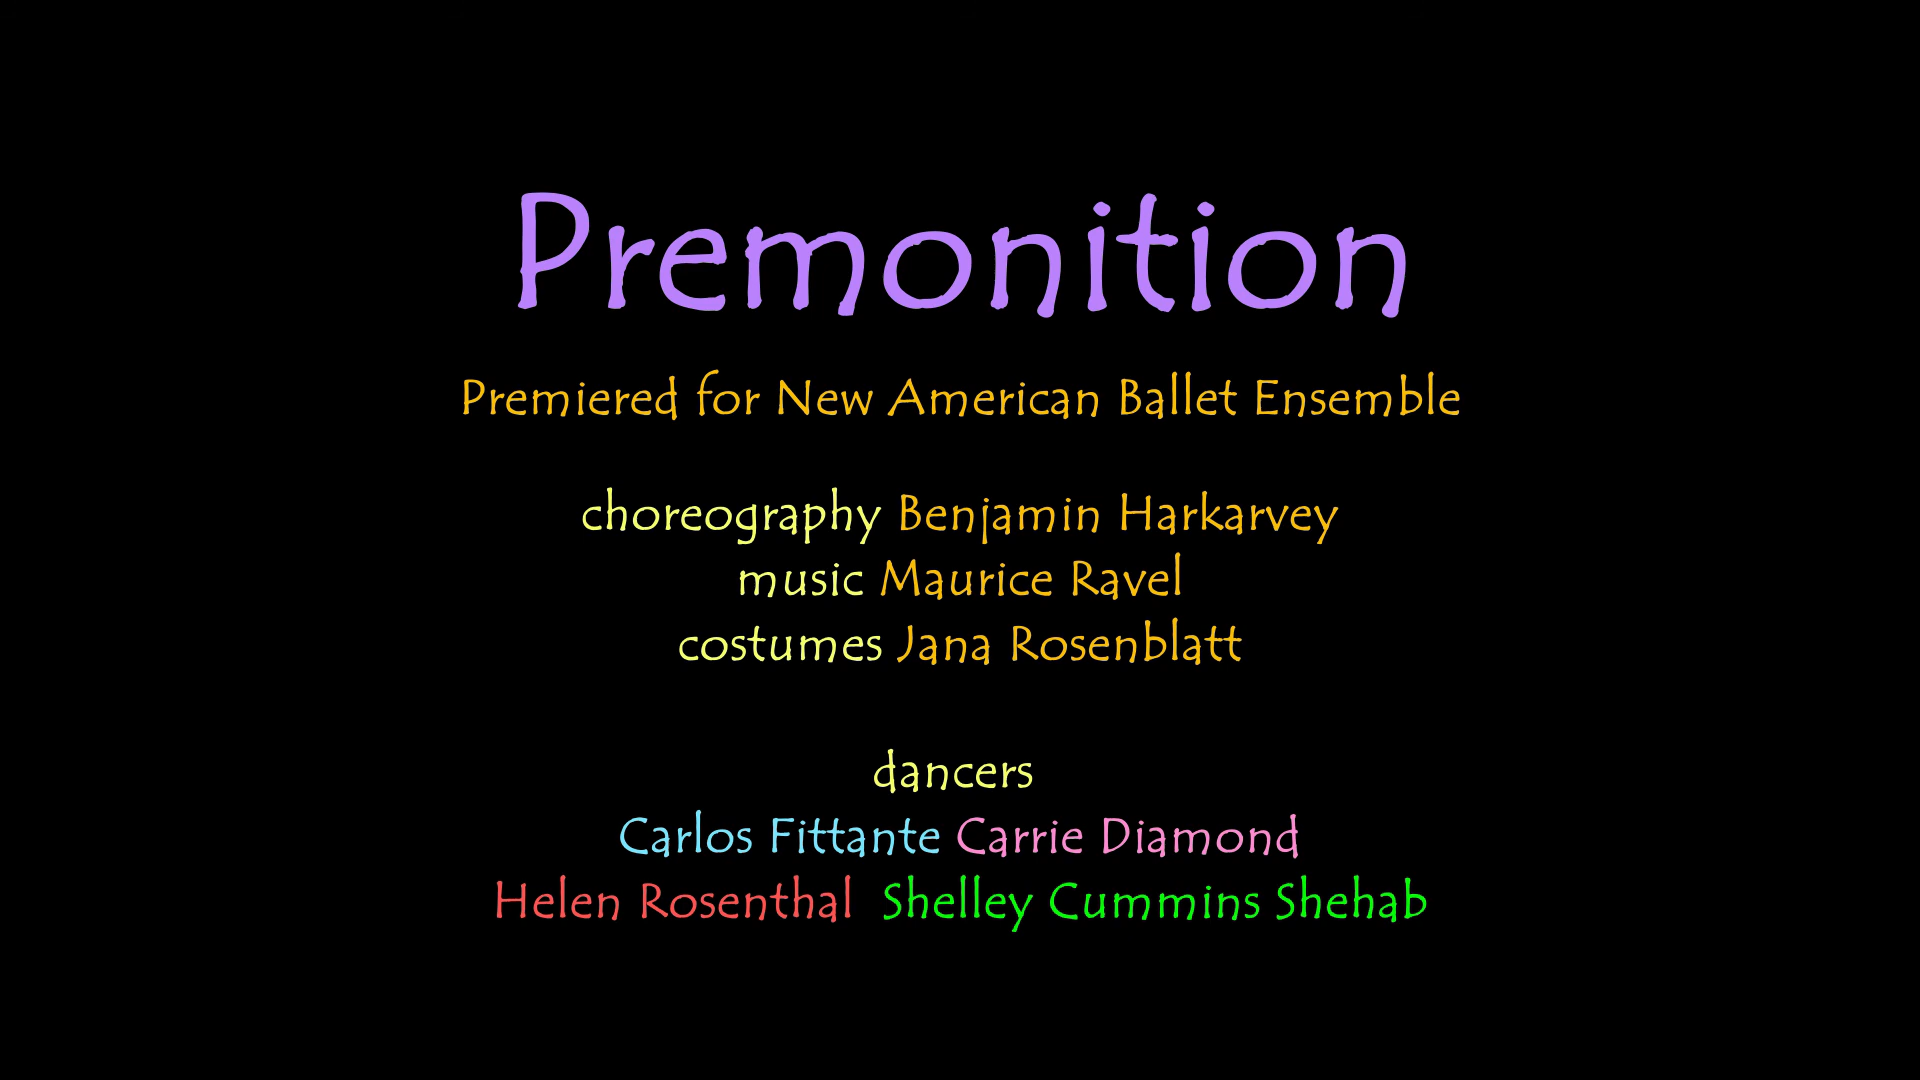 Premonition
Premiered for New American Ballet Ensemble
choreography Benjamin Harkarvey
music Maurice Ravel
costumes Jana Rosenblatt
dancers
Carlos Fittante Carrie Diamond
Helen Rosenthal Shelley Cummins Shehab